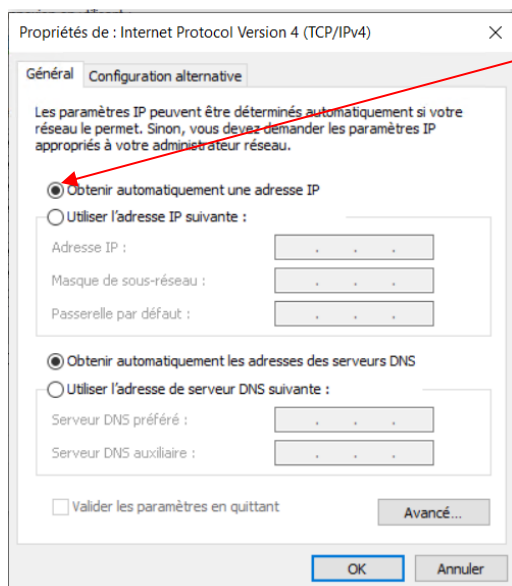 Propriétés de : Internet Protocol Version 4 (TCP/IPv4)
Général
Configuration alternative
Les paramètres IP peuvent être déterminés automatiquement si votre
réseau le permet. Sinon, vous devez demander les paramètres IP
appropriés à votre administrateur réseau.
Obtenir automatiquement une adresse IP
Utiliser l'adresse IP suivante :
Adresse IP :
Masque de sous-réseau :
Passerelle par défaut :
Obtenir automatiquement les adresses des serveurs DNS
Utiliser l'adresse de serveur DNS suivante :
Serveur DNS préféré :
Serveur DNS auxiliaire :
Valider les paramètres en quittant
Avancé...
OK
Annuler